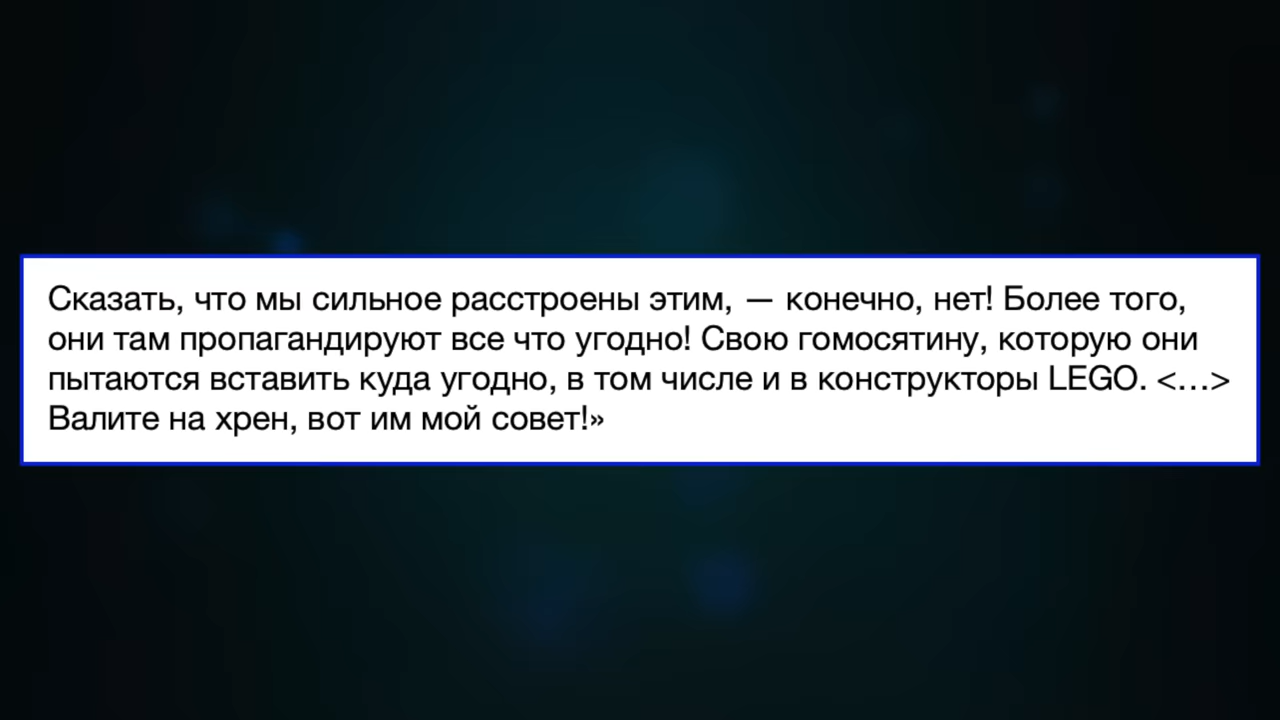 Сказать, что мы сильное расстроены этим, — конечно, нет! Более того,
они там пропагандируют все что угодно! Свою гомосятину, которую они
пытаются вставить куда угодно, в том числе и в конструкторы LEGO. <…>
Валите на хрен, вот им мой совет!»